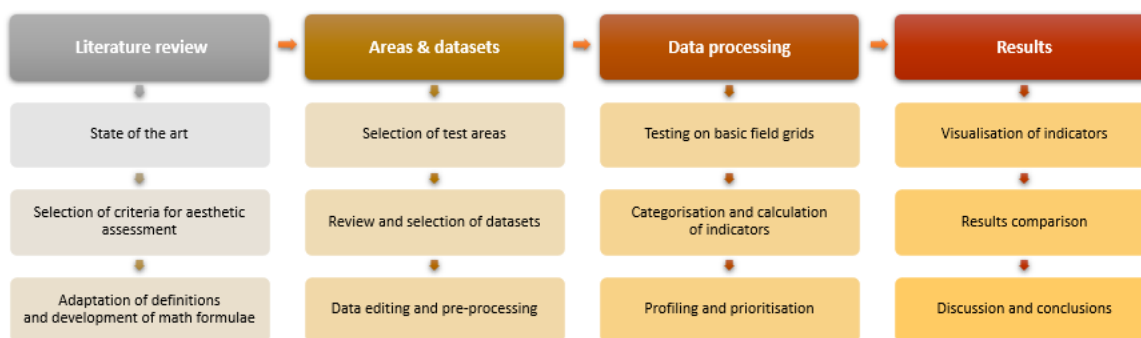 Literature review
Areas & datasets
Data processing
Results
State of the art
Selection of test areas
Testing on basic field grids
Visualisation of indicators
Selection of criteria for aesthetic
assessment
Review and selection of datasets
Categorisation and calculation
of indicators
Results comparison
Adaptation of definitions
and development of math formulae
Data editing and pre-processing
Profiling and prioritisation
Discussion and conclusions